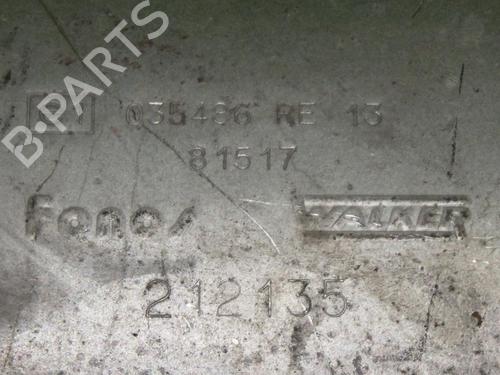 B-PARTS
035486 RE 13
81517
Fonos
WALKER
212135